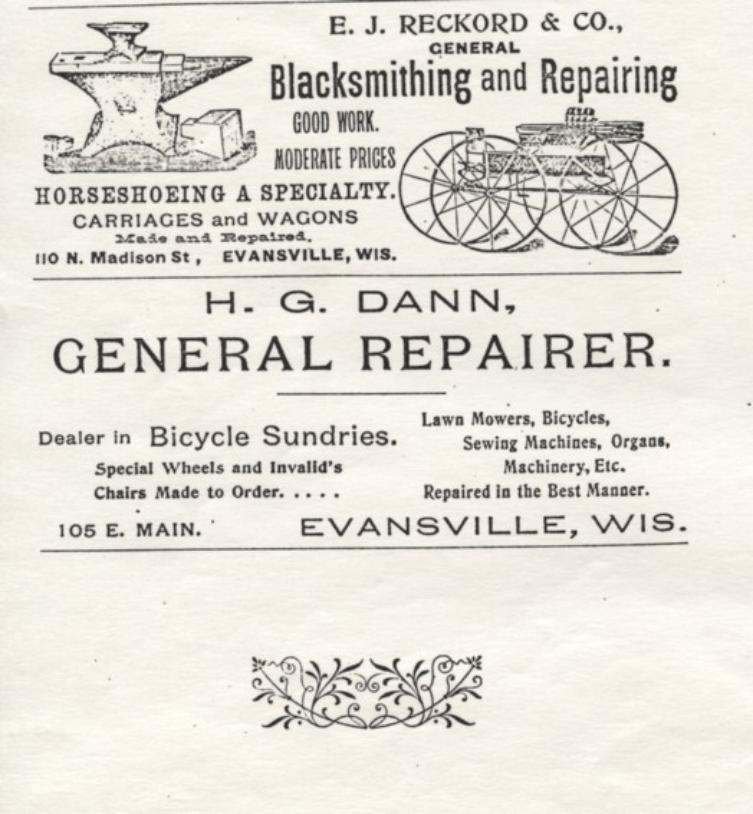 E. J. RECKORD & CO.,
GENERAL
Blacksmithing and Repairing
GOOD WORK.
MODERATE PRICES
HORSESHOEING A SPECIALTY.
CARRIAGES and WAGONS
Made and Repaired.
110 N. Madison St, EVANSVILLE, WIS.
H. G. DANN,
GENERAL REPAIRER.
Dealer in Bicycle Sundries.
Special Wheels and Invalid's
Chairs Made to Order. . . . .
Lawn Mowers, Bicycles,
Sewing Machines, Organs,
Machinery, Etc.
Repaired in the Best Manner.
105 E. MAIN. EVANSVILLE, WIS.